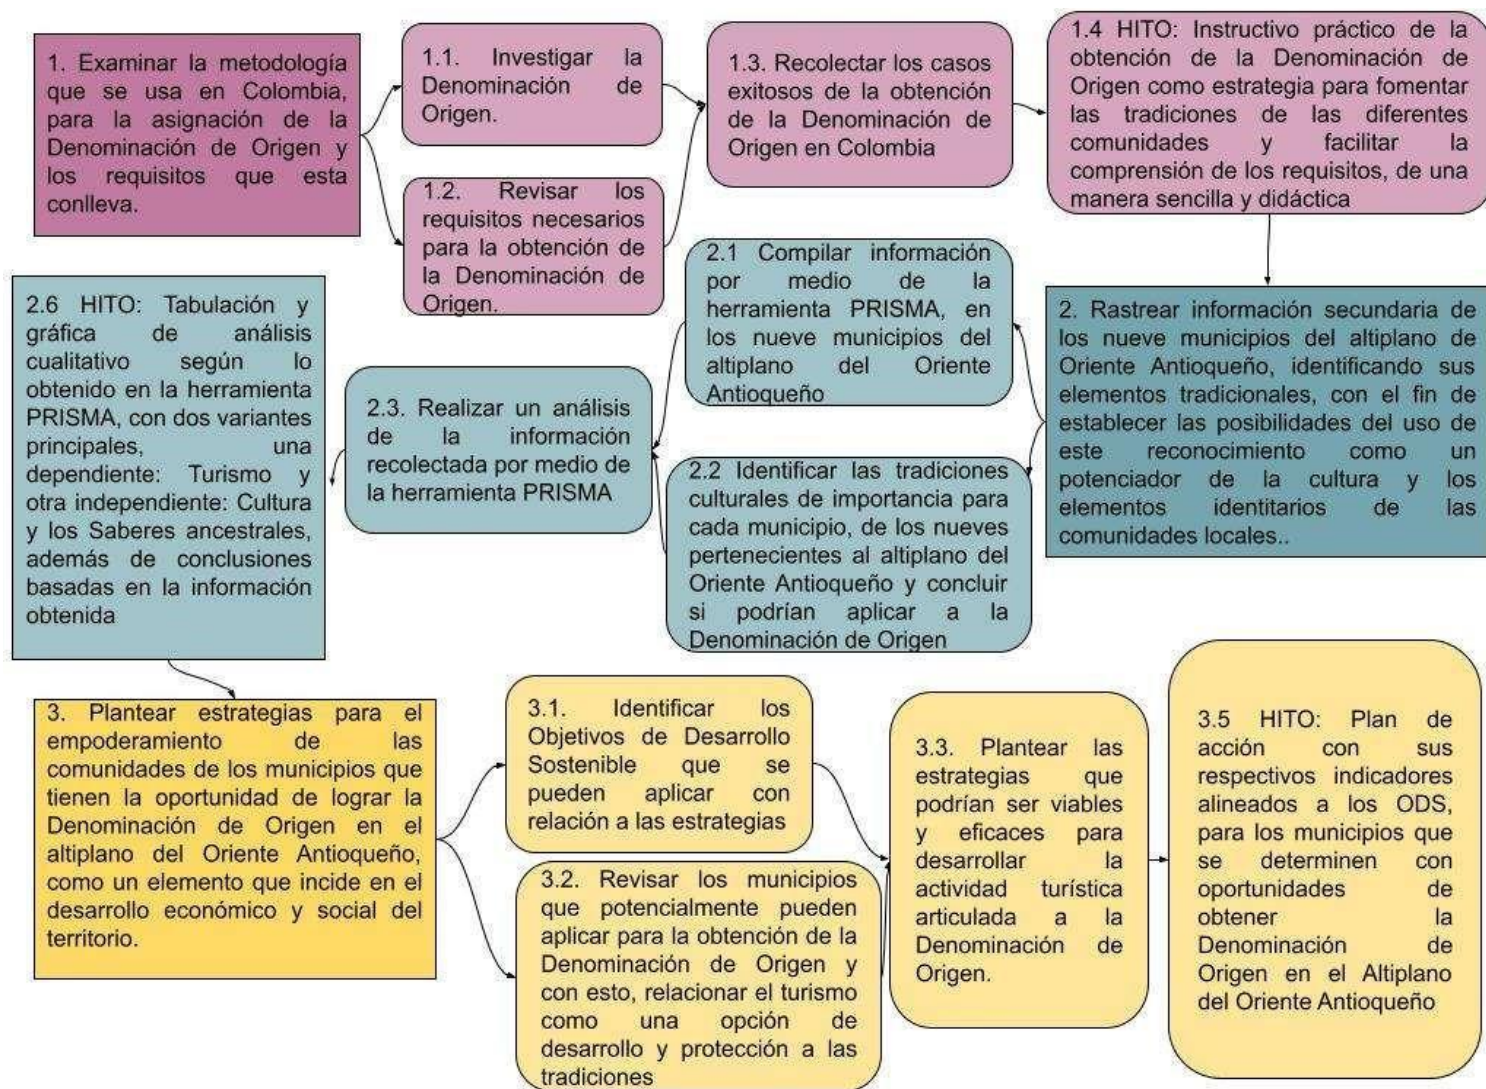 1. Examinar la metodología
que se usa en Colombia,
para la asignación de la
Denominación de Origen y
los requisitos que esta
conlleva.
1.1. Investigar la
Denominación de
Origen.
1.2. Revisar los
requisitos necesarios
para la obtención de
la Denominación de
Origen.
1.3. Recolectar los casos
exitosos de la obtención
de la Denominación de
Origen en Colombia
1.4 HITO: Instructivo práctico de la
obtención de la Denominación de
Origen como estrategia para fomentar
las tradiciones de las diferentes
comunidades y facilitar la
comprensión de los requisitos, de una
manera sencilla y didáctica
2. Rastrear información secundaria de
los nueve municipios del altiplano de
Oriente Antioqueño, identificando sus
elementos tradicionales, con el fin de
establecer las posibilidades del uso de
este reconocimiento como un
potenciador de la cultura y los
elementos identitarios de las
comunidades locales..
2.1 Compilar información
por medio de la
herramienta PRISMA, en
los nueve municipios del
altiplano del Oriente
Antioqueño
2.2 Identificar las tradiciones
culturales de importancia para
cada municipio, de los nueves
pertenecientes al altiplano del
Oriente Antioqueño y concluir
si podrían aplicar a la
Denominación de Origen
2.3. Realizar un análisis
de la información
recolectada por medio de
la herramienta PRISMA
2.6 HITO: Tabulación y
gráfica de análisis
cualitativo según lo
obtenido en la herramienta
PRISMA, con dos variantes
principales, una
dependiente: Turismo y
otra independiente: Cultura
y los Saberes ancestrales,
además de conclusiones
basadas en la información
obtenida
3. Plantear estrategias para el
empoderamiento de las
comunidades de los municipios que
tienen la oportunidad de lograr la
Denominación de Origen en el
altiplano del Oriente Antioqueño,
como un elemento que incide en el
desarrollo económico y social del
territorio.
3.1. Identificar los
Objetivos de Desarrollo
Sostenible que se
pueden aplicar con
relación a las estrategias
3.2. Revisar los municipios
que potencialmente pueden
aplicar para la obtención de la
Denominación de Origen y
con esto, relacionar el turismo
como una opción de
desarrollo y protección a las
tradiciones
3.3. Plantear las
estrategias que
podrían ser viables
y eficaces para
desarrollar la
actividad turística
articulada a la
Denominación de
Origen.
3.5 HITO: Plan de
acción con sus
respectivos indicadores
alineados a los ODS,
para los municipios que
se determinen con
oportunidades de
obtener la
Denominación de
Origen en el Altiplano
del Oriente Antioqueño